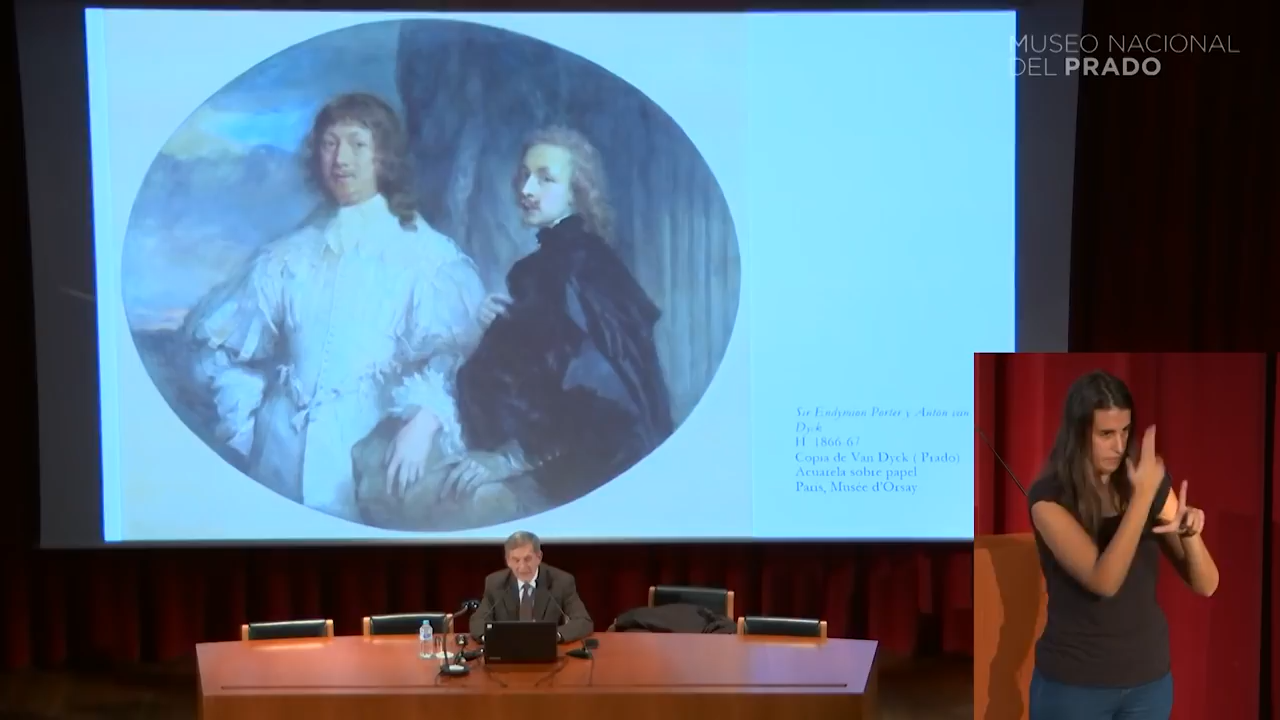 MUSEO NACIONAL
DEL PRADO
Sir Endymion Porter y Anton van
Dyck
H. 1866-67
Copia de Van Dyck ( Prado)
Acuarela sobre papel
Paris, Musée d'Orsay